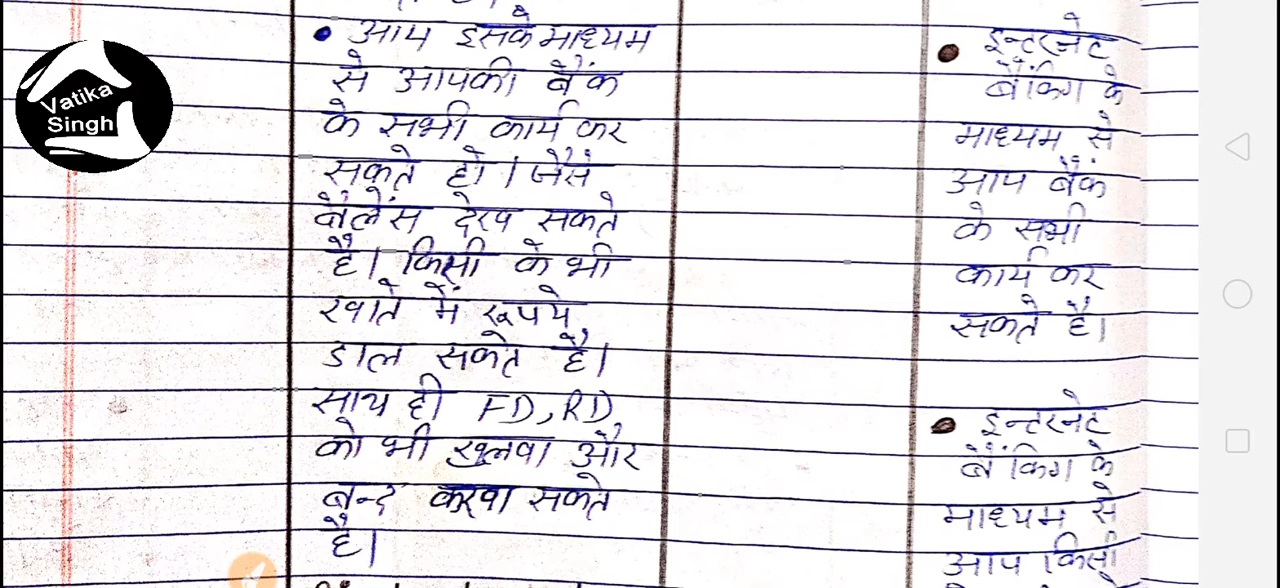 Vatika
Singh
आप इसके माध्यम
से आपकी बैंक
के सभी कार्य कर
सकते हो। जैसे
बैलेंस देख सकते
है। किसी के भी
खाते में रूपये
डाल सकते है।
साथ ही FD, RD
को भी खुलवा और
बन्द करवा सकते
है।
इन्टरनेट
बैंकिग के
माध्यम से
आप बैंक
के सभी
कार्य कर
सकते है।
इन्टरनेट
बैंकिग के
माध्यम से
आप किसी